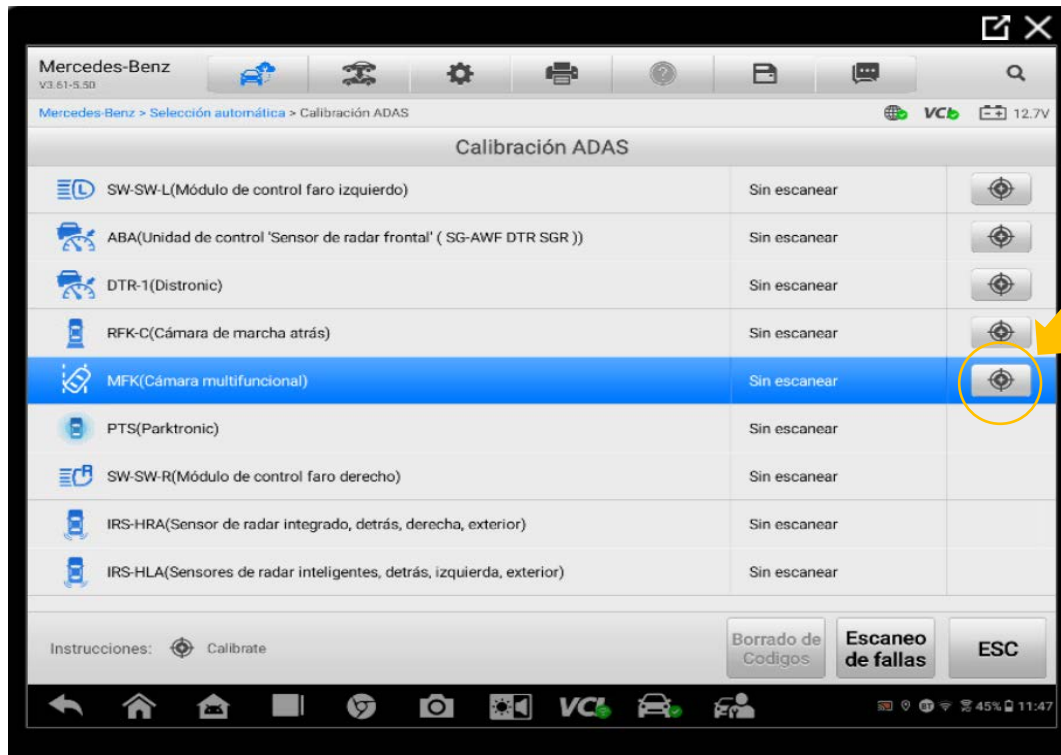 Mercedes-Benz
V3.61-5.50
Mercedes-Benz > Selección automática > Calibración ADAS
VCI 12.7V
Calibración ADAS
SW-SW-L(Módulo de control faro izquierdo) Sin escanear
ABA(Unidad de control 'Sensor de radar frontal' ( SG-AWF DTR SGR )) Sin escanear
DTR-1(Distronic) Sin escanear
RFK-C(Cámara de marcha atrás) Sin escanear
MFK(Cámara multifuncional) Sin escanear
PTS(Parktronic) Sin escanear
SW-SW-R(Módulo de control faro derecho) Sin escanear
IRS-HRA(Sensor de radar integrado, detrás, derecha, exterior) Sin escanear
IRS-HLA(Sensores de radar inteligentes, detrás, izquierda, exterior) Sin escanear
Instrucciones: Calibrate
Borrado de
Codigos
Escaneo
de fallas
ESC
VCI
BT 45% 11:47